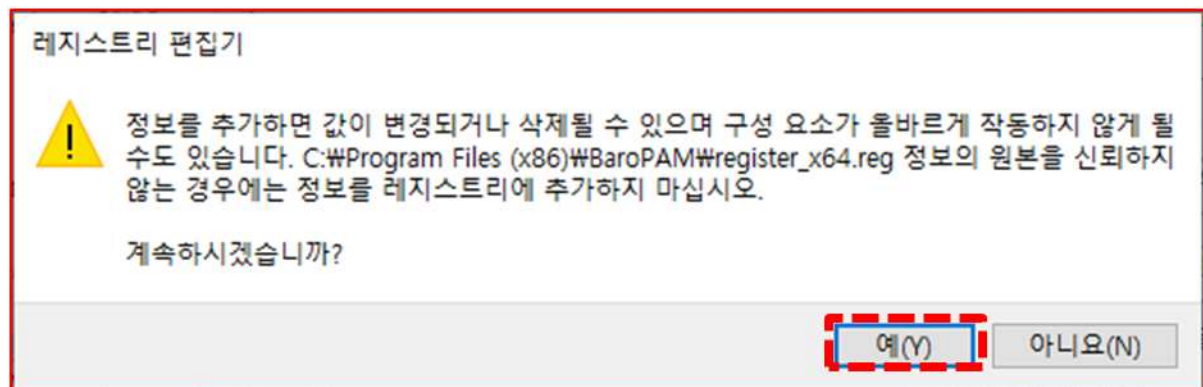 레지스트리 편집기
정보를 추가하면 값이 변경되거나 삭제될 수 있으며 구성 요소가 올바르게 작동하지 않게 될
수도 있습니다. C:₩Program Files (x86)₩BaroPAM₩register_x64.reg 정보의 원본을 신뢰하지
않는 경우에는 정보를 레지스트리에 추가하지 마십시오.
계속하시겠습니까?
예(Y) 아니요(N)